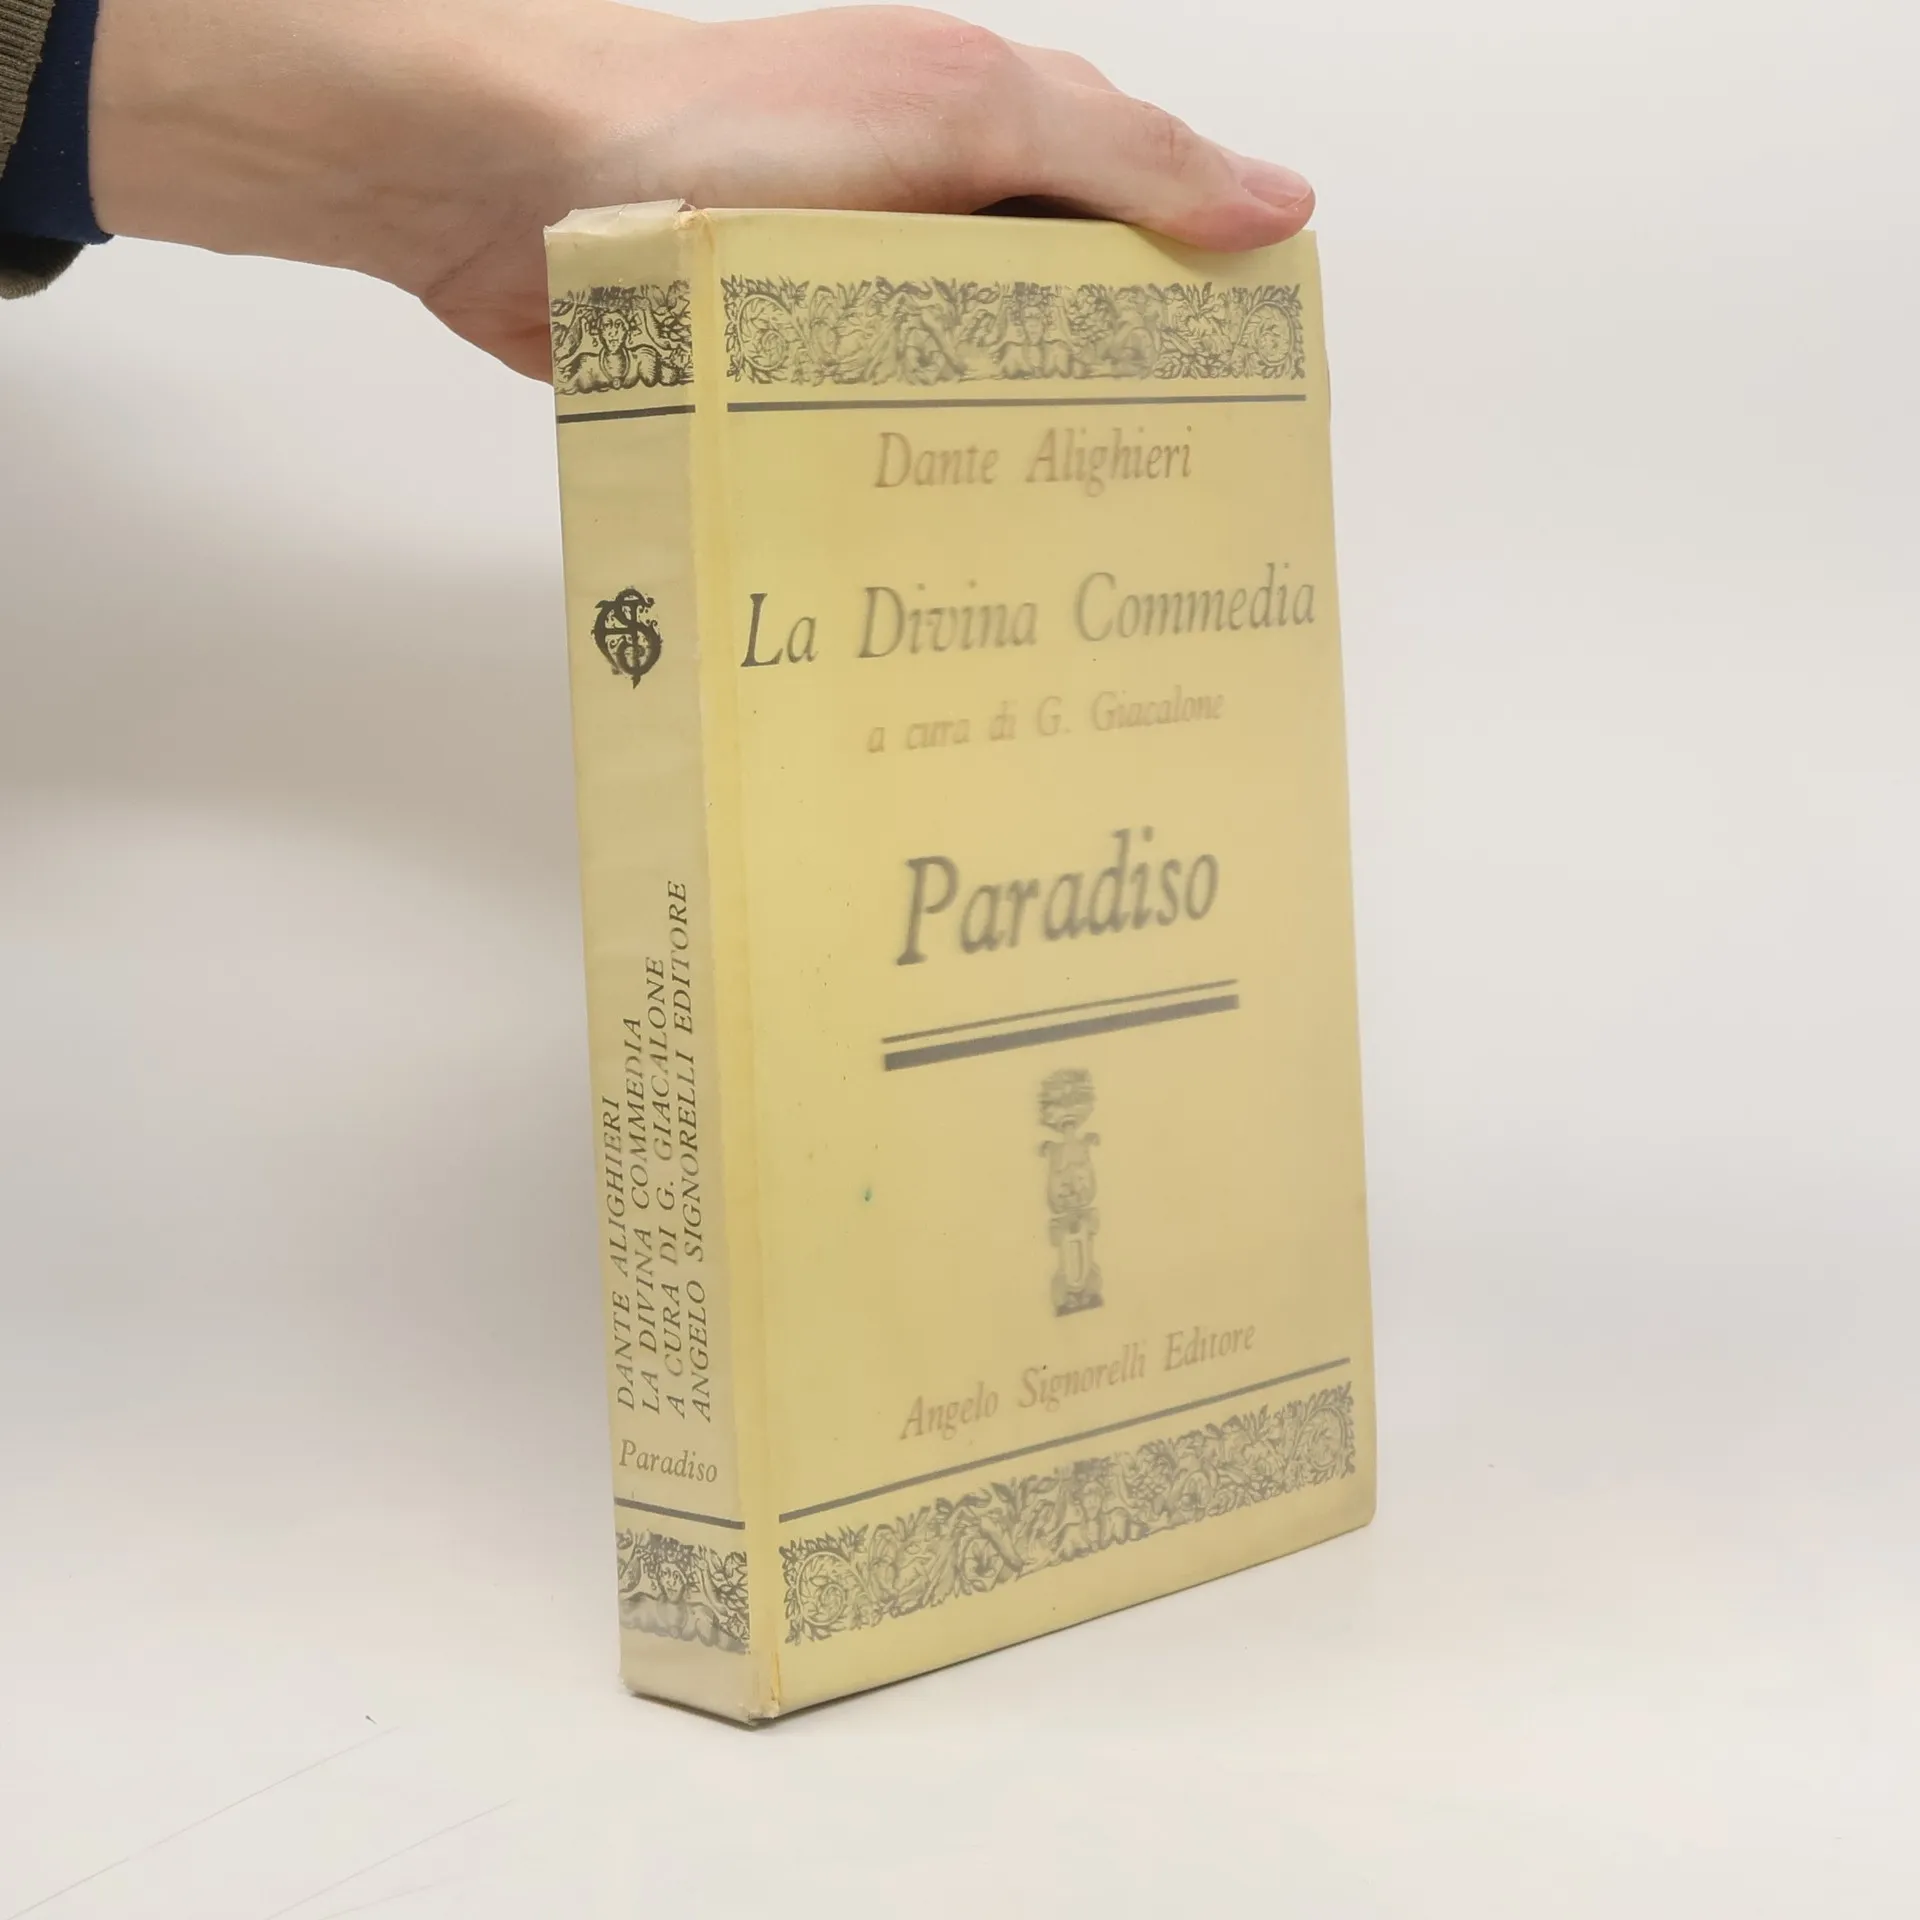 Dante Alighieri
La Divina Commedia
a cura di G. Giacalone
Paradiso
Angelo Signorelli Editore
DANTE ALIGHIERI
LA DIVINA COMMEDIA
A CURA DI G. GIACALONE
ANGELO SIGNORELLI EDITORE
Paradiso